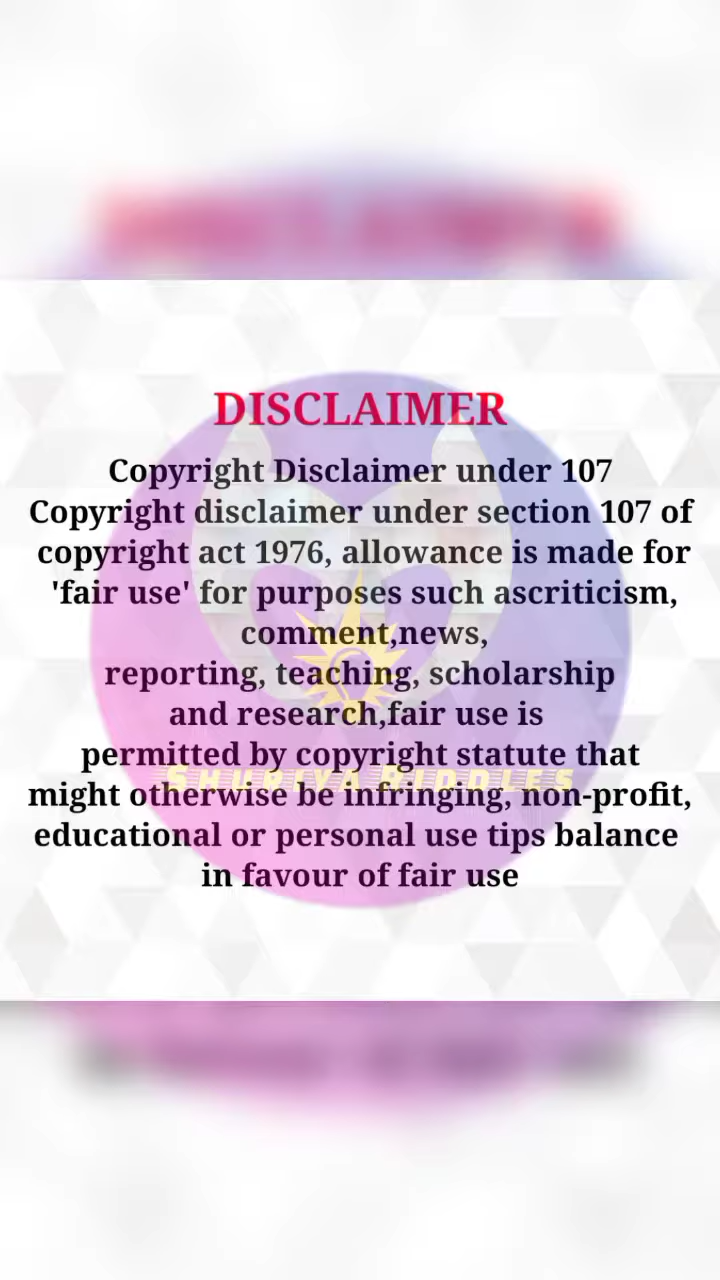 DISCLAIMER
Copyright Disclaimer under 107
Copyright disclaimer under section 107 of
copyright act 1976, allowance is made for
'fair use' for purposes such ascriticism,
comment,news,
reporting, teaching, scholarship
and research,fair use is
permitted by copyright statute that
SHURIYA RIDDLES
might otherwise be infringing, non-profit,
educational or personal use tips balance
in favour of fair use